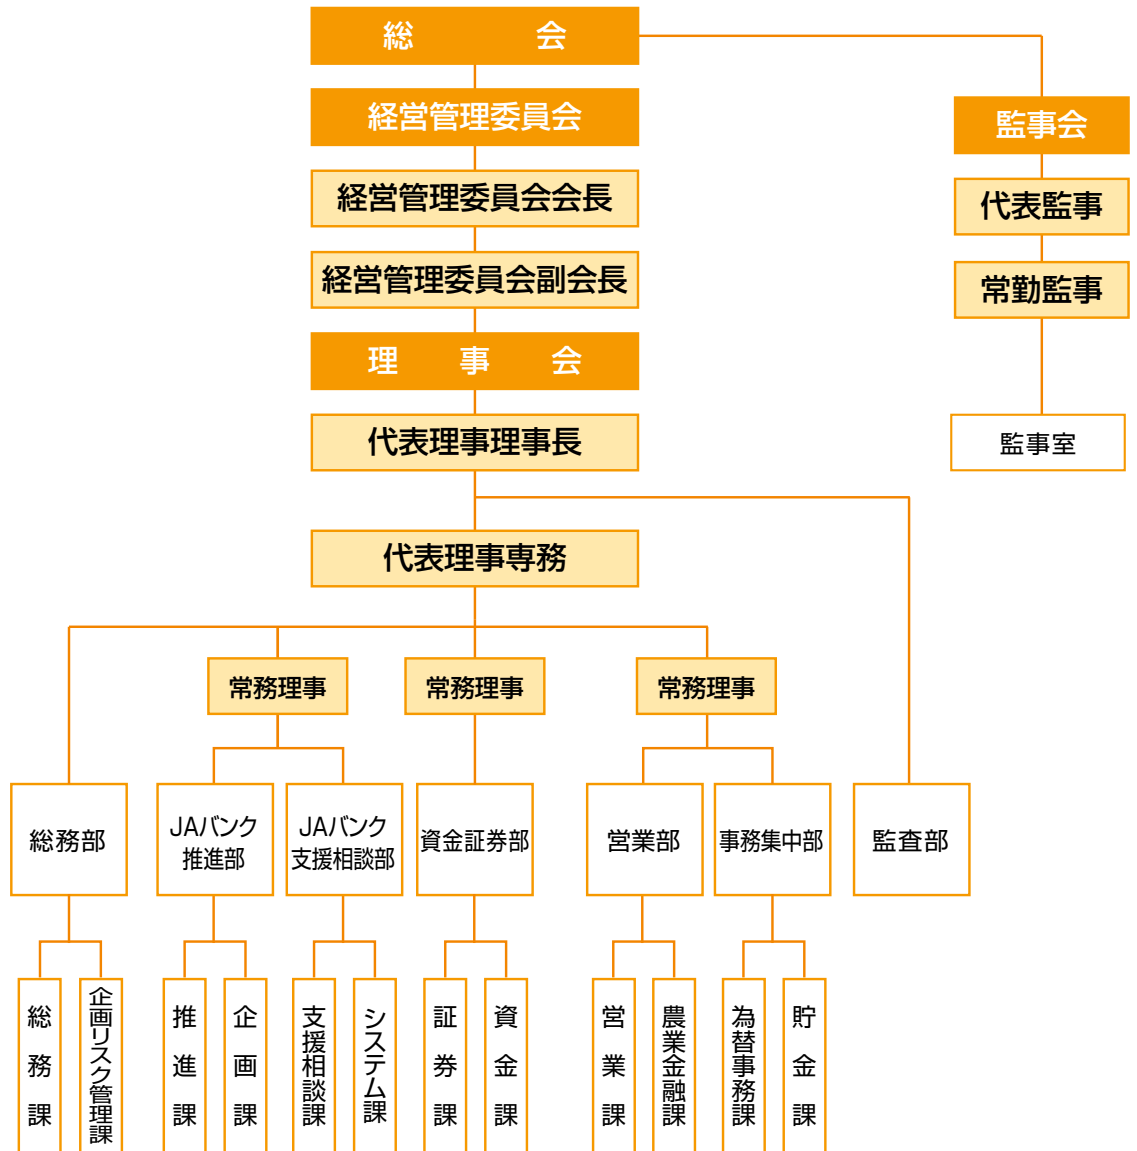 総　会
経営管理委員会
経営管理委員会会長
経営管理委員会副会長
理　事　会
代表理事理事長
代表理事専務
監事会
代表監事
常勤監事
監事室
常務理事
常務理事
常務理事
総務部
JAバンク
推進部
JAバンク
支援相談部
資金証券部
営業部
事務集中部
監査部
総務課
企画リスク管理課
推進課
企画課
支援相談課
システム課
証券課
資金課
営業課
農業金融課
為替事務課
貯金課